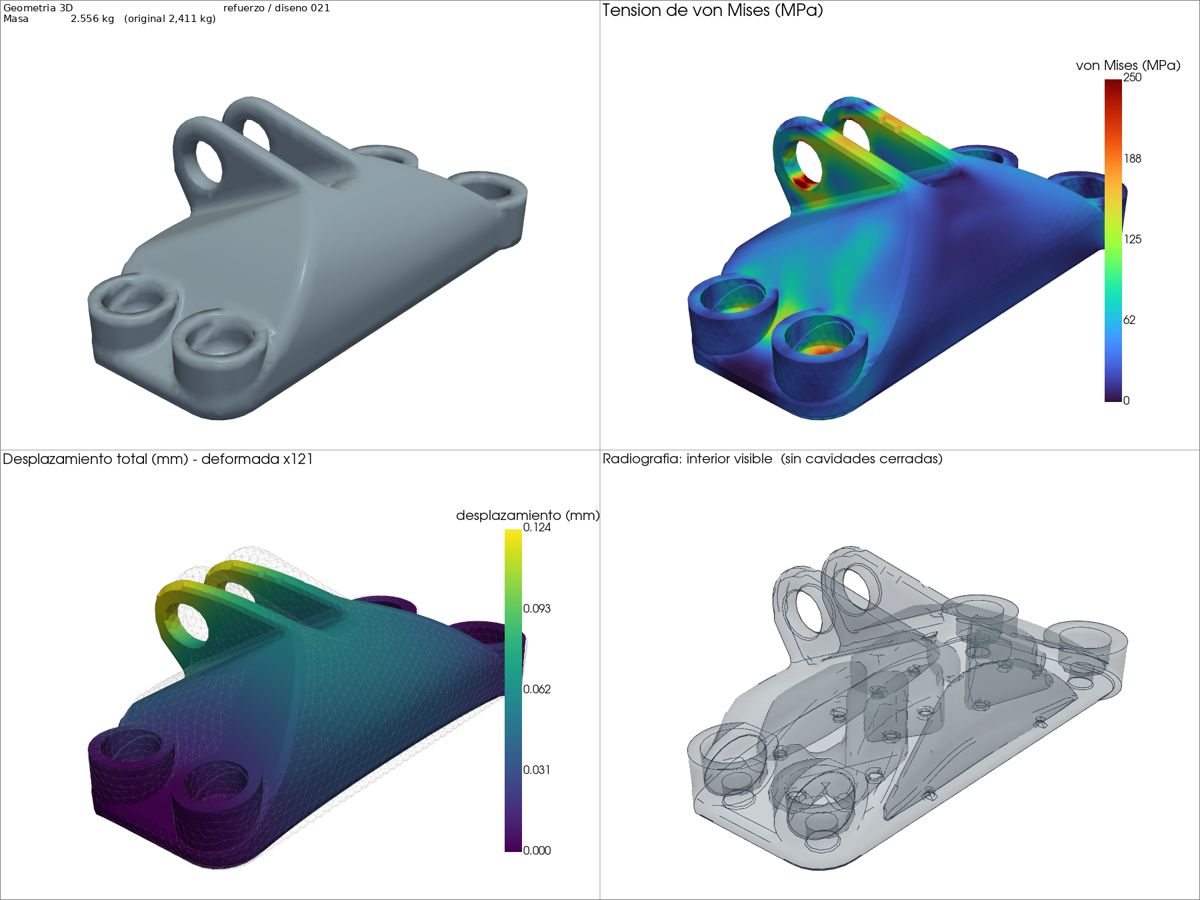 Geometria 3D refuerzo / diseno 021
Masa 2.556 kg (original 2,411 kg)
Tension de von Mises (MPa)
von Mises (MPa)
250
188
125
62
0
Desplazamiento total (mm) - deformada x121
desplazamiento (mm)
0.124
0.093
0.062
0.031
0.000
Radiografia: interior visible (sin cavidades cerradas)